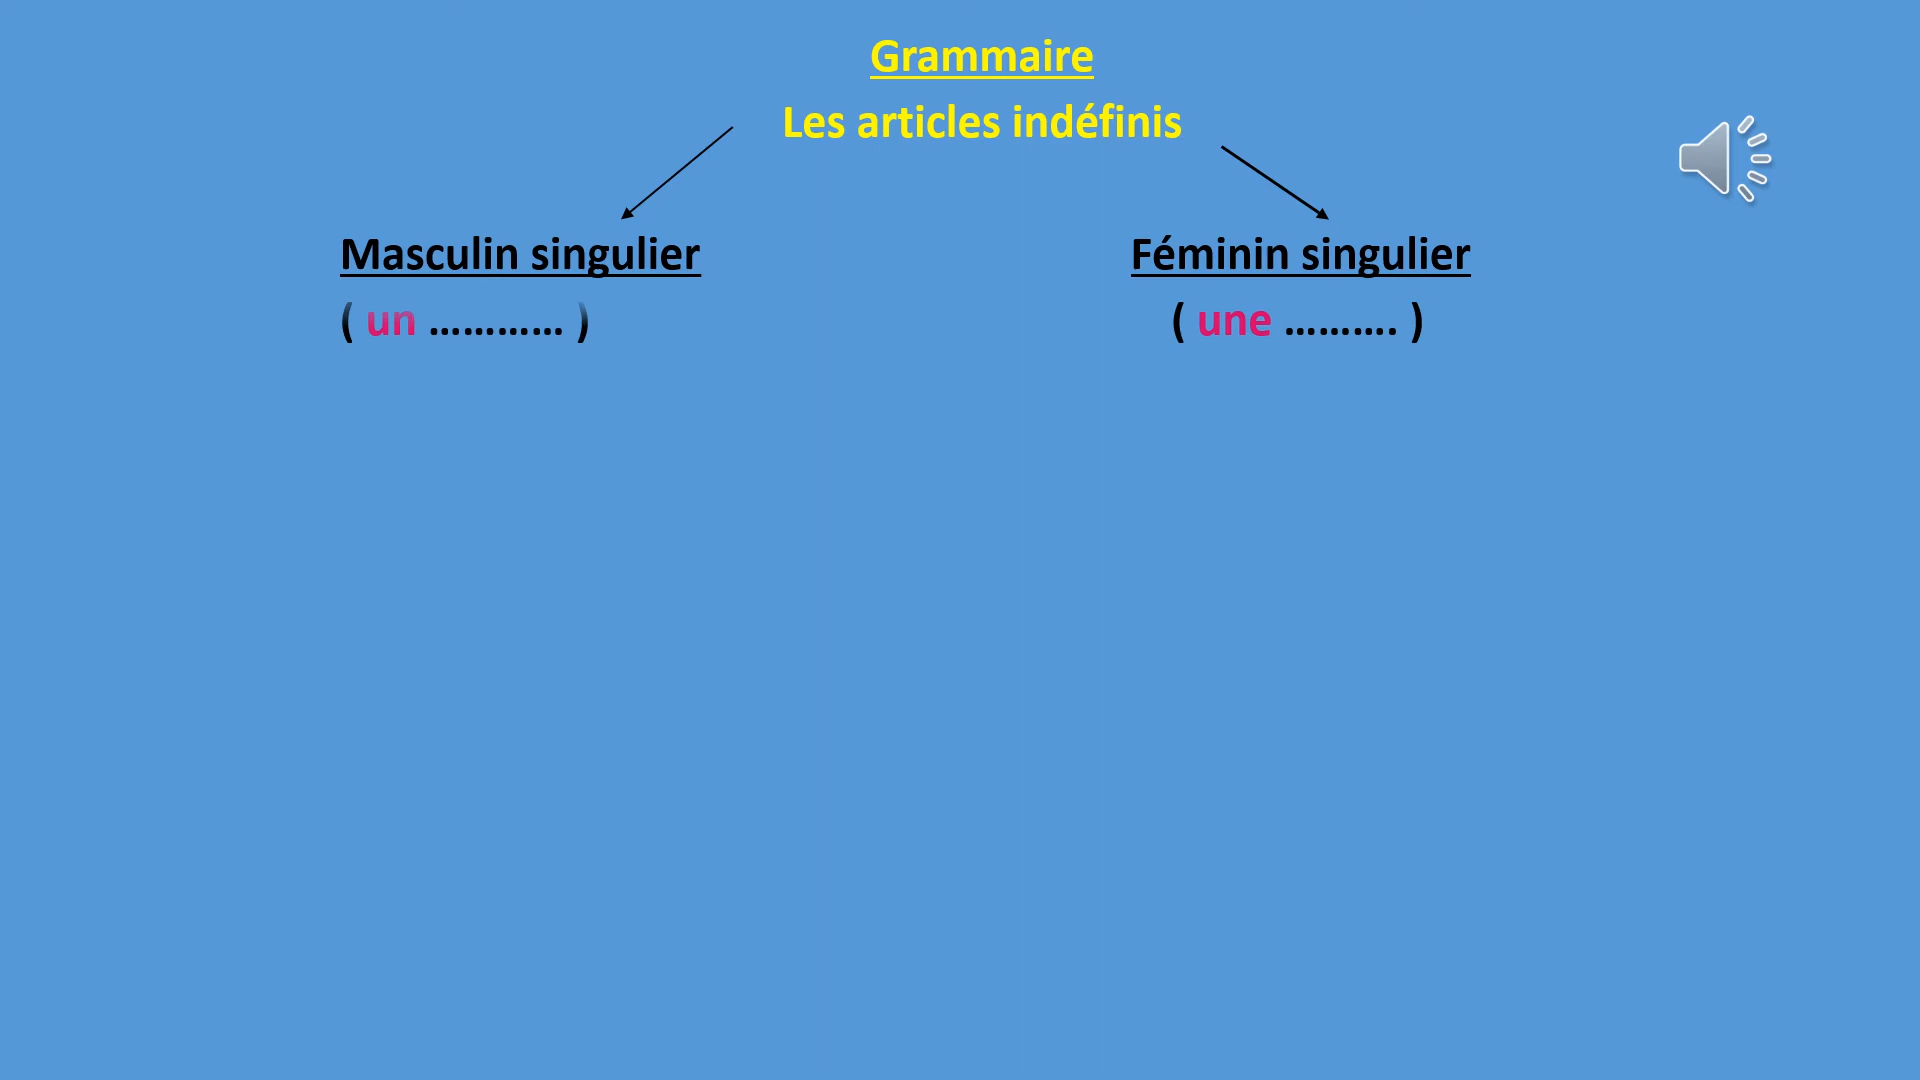 Grammaire
Les articles indéfinis
Masculin singulier
Féminin singulier
( un ………… )
( une ………. )